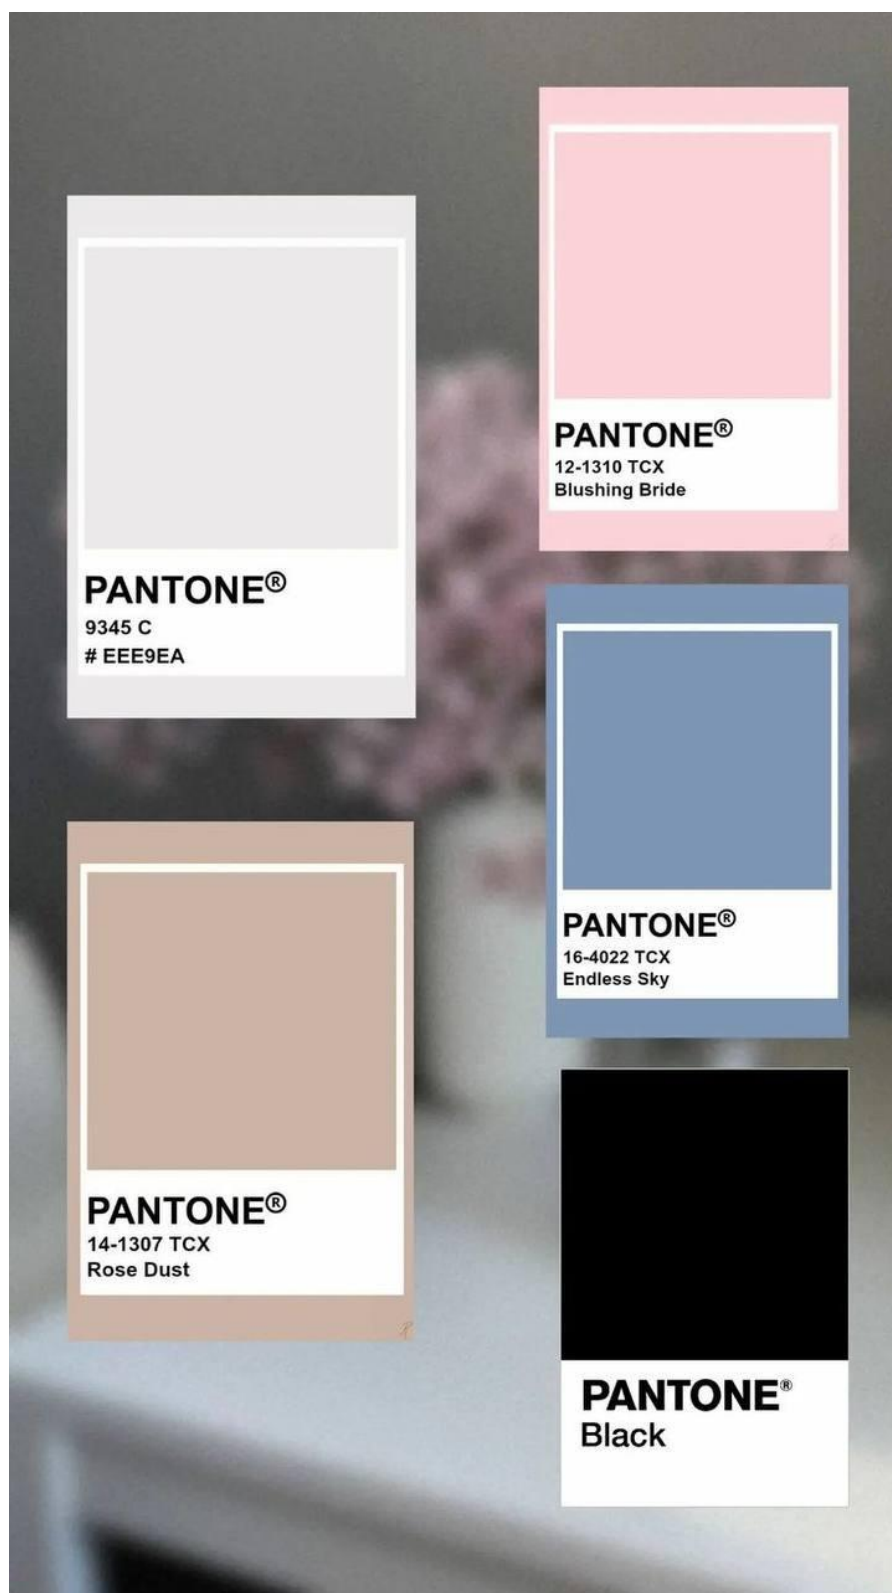 PANTONE®
9345 C
# EEE9EA
PANTONE®
14-1307 TCX
Rose Dust
PANTONE®
12-1310 TCX
Blushing Bride
PANTONE®
16-4022 TCX
Endless Sky
PANTONE®
Black